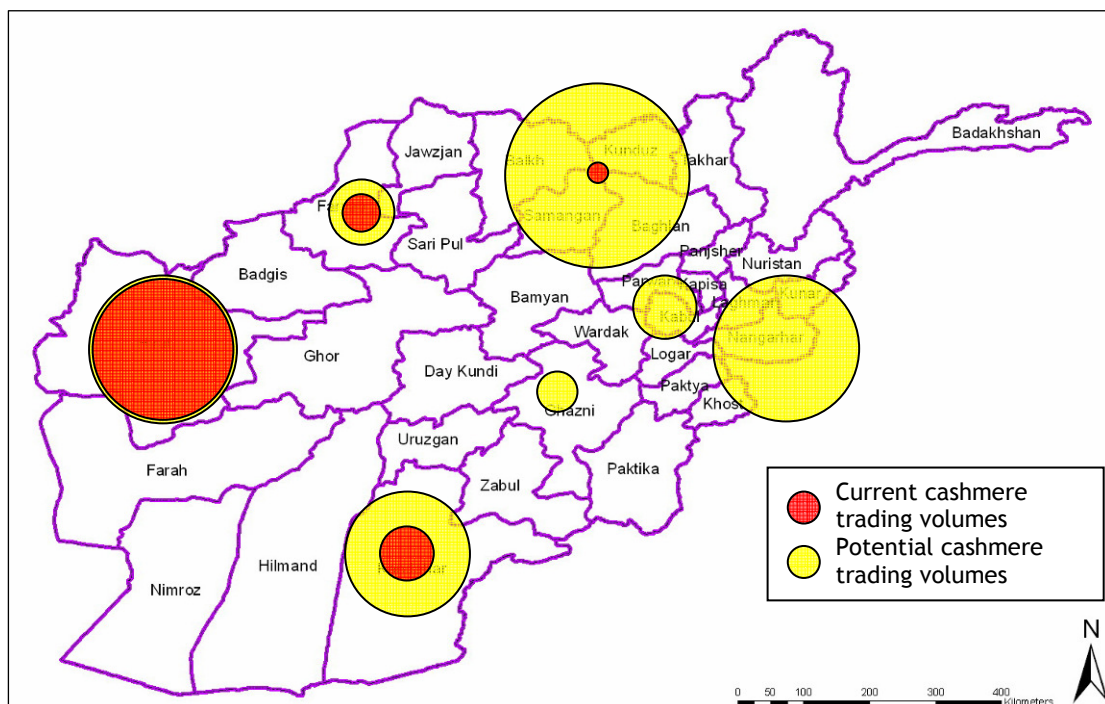 Badakhshan
Jawzjan
Balkh
Kunduz
Takhar
Samangan
Baghlan
Sari Pul
Panjsher
Nuristan
Badgis
Bamyan
Parwan
Kapisa
Laghman
Kunar
Kabul
Nangarhar
Wardak
Ghor
Logar
Day Kundi
Paktya
Khost
Ghazni
Uruzgan
Paktika
Farah
Zabul
Hilmand
Nimroz
Current cashmere
trading volumes
Potential cashmere
trading volumes
N
0 50 100 200 300 400
Kilometers